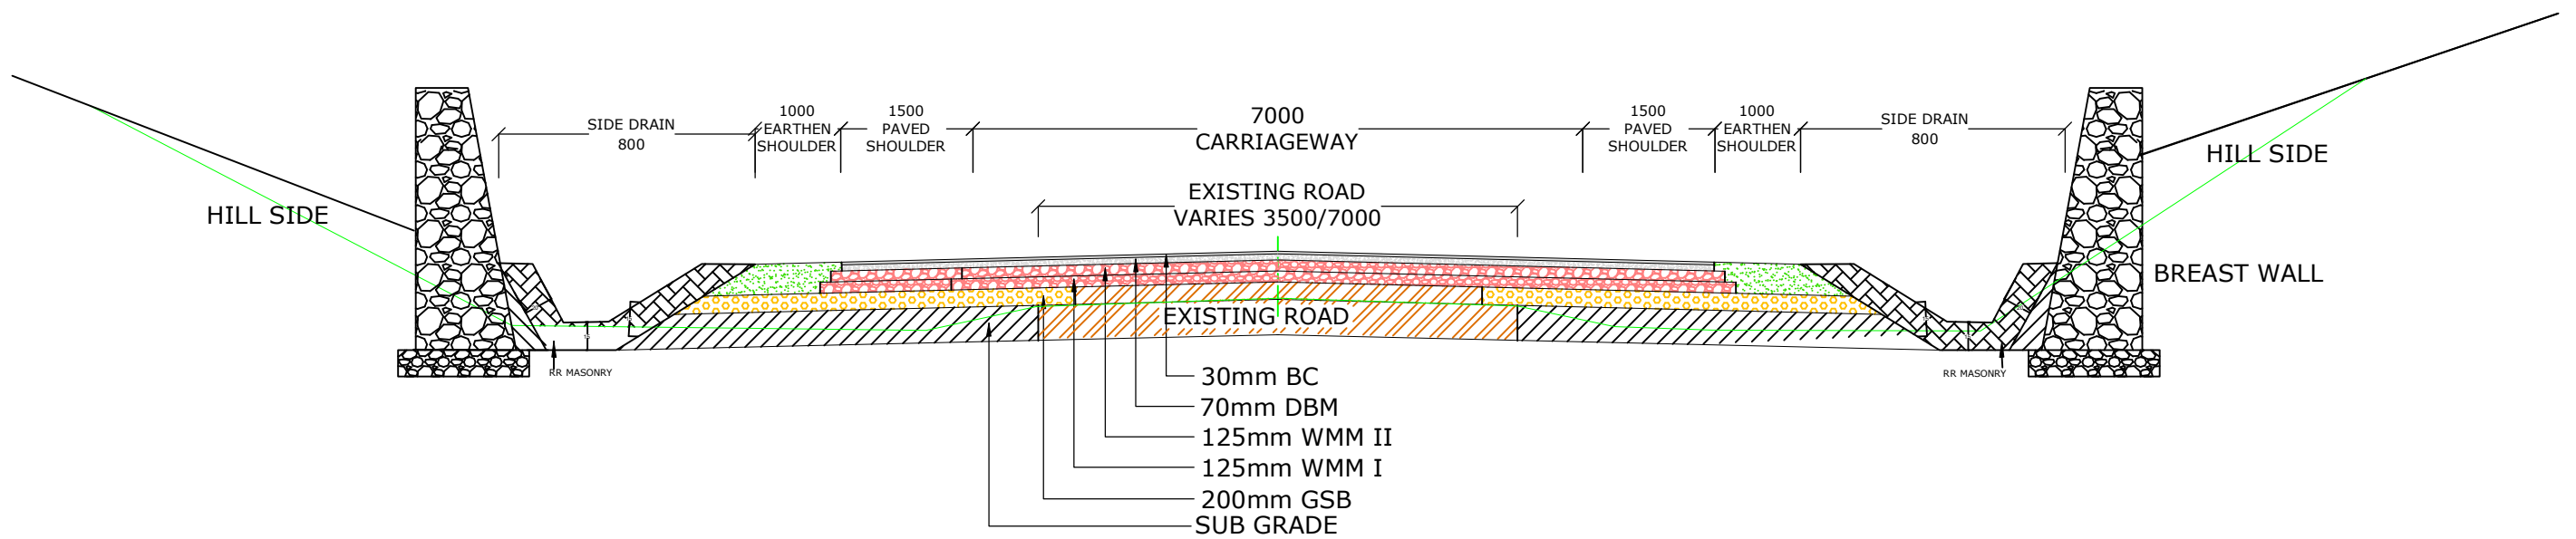 SIDE DRAIN
800
1000
EARTHEN
SHOULDER
1500
PAVED
SHOULDER
7000
CARRIAGEWAY
1500
PAVED
SHOULDER
1000
EARTHEN
SHOULDER
SIDE DRAIN
800
HILL SIDE
HILL SIDE
EXISTING ROAD
VARIES 3500/7000
BREAST WALL
EXISTING ROAD
RR MASONRY
RR MASONRY
30mm BC
70mm DBM
125mm WMM II
125mm WMM I
200mm GSB
SUB GRADE